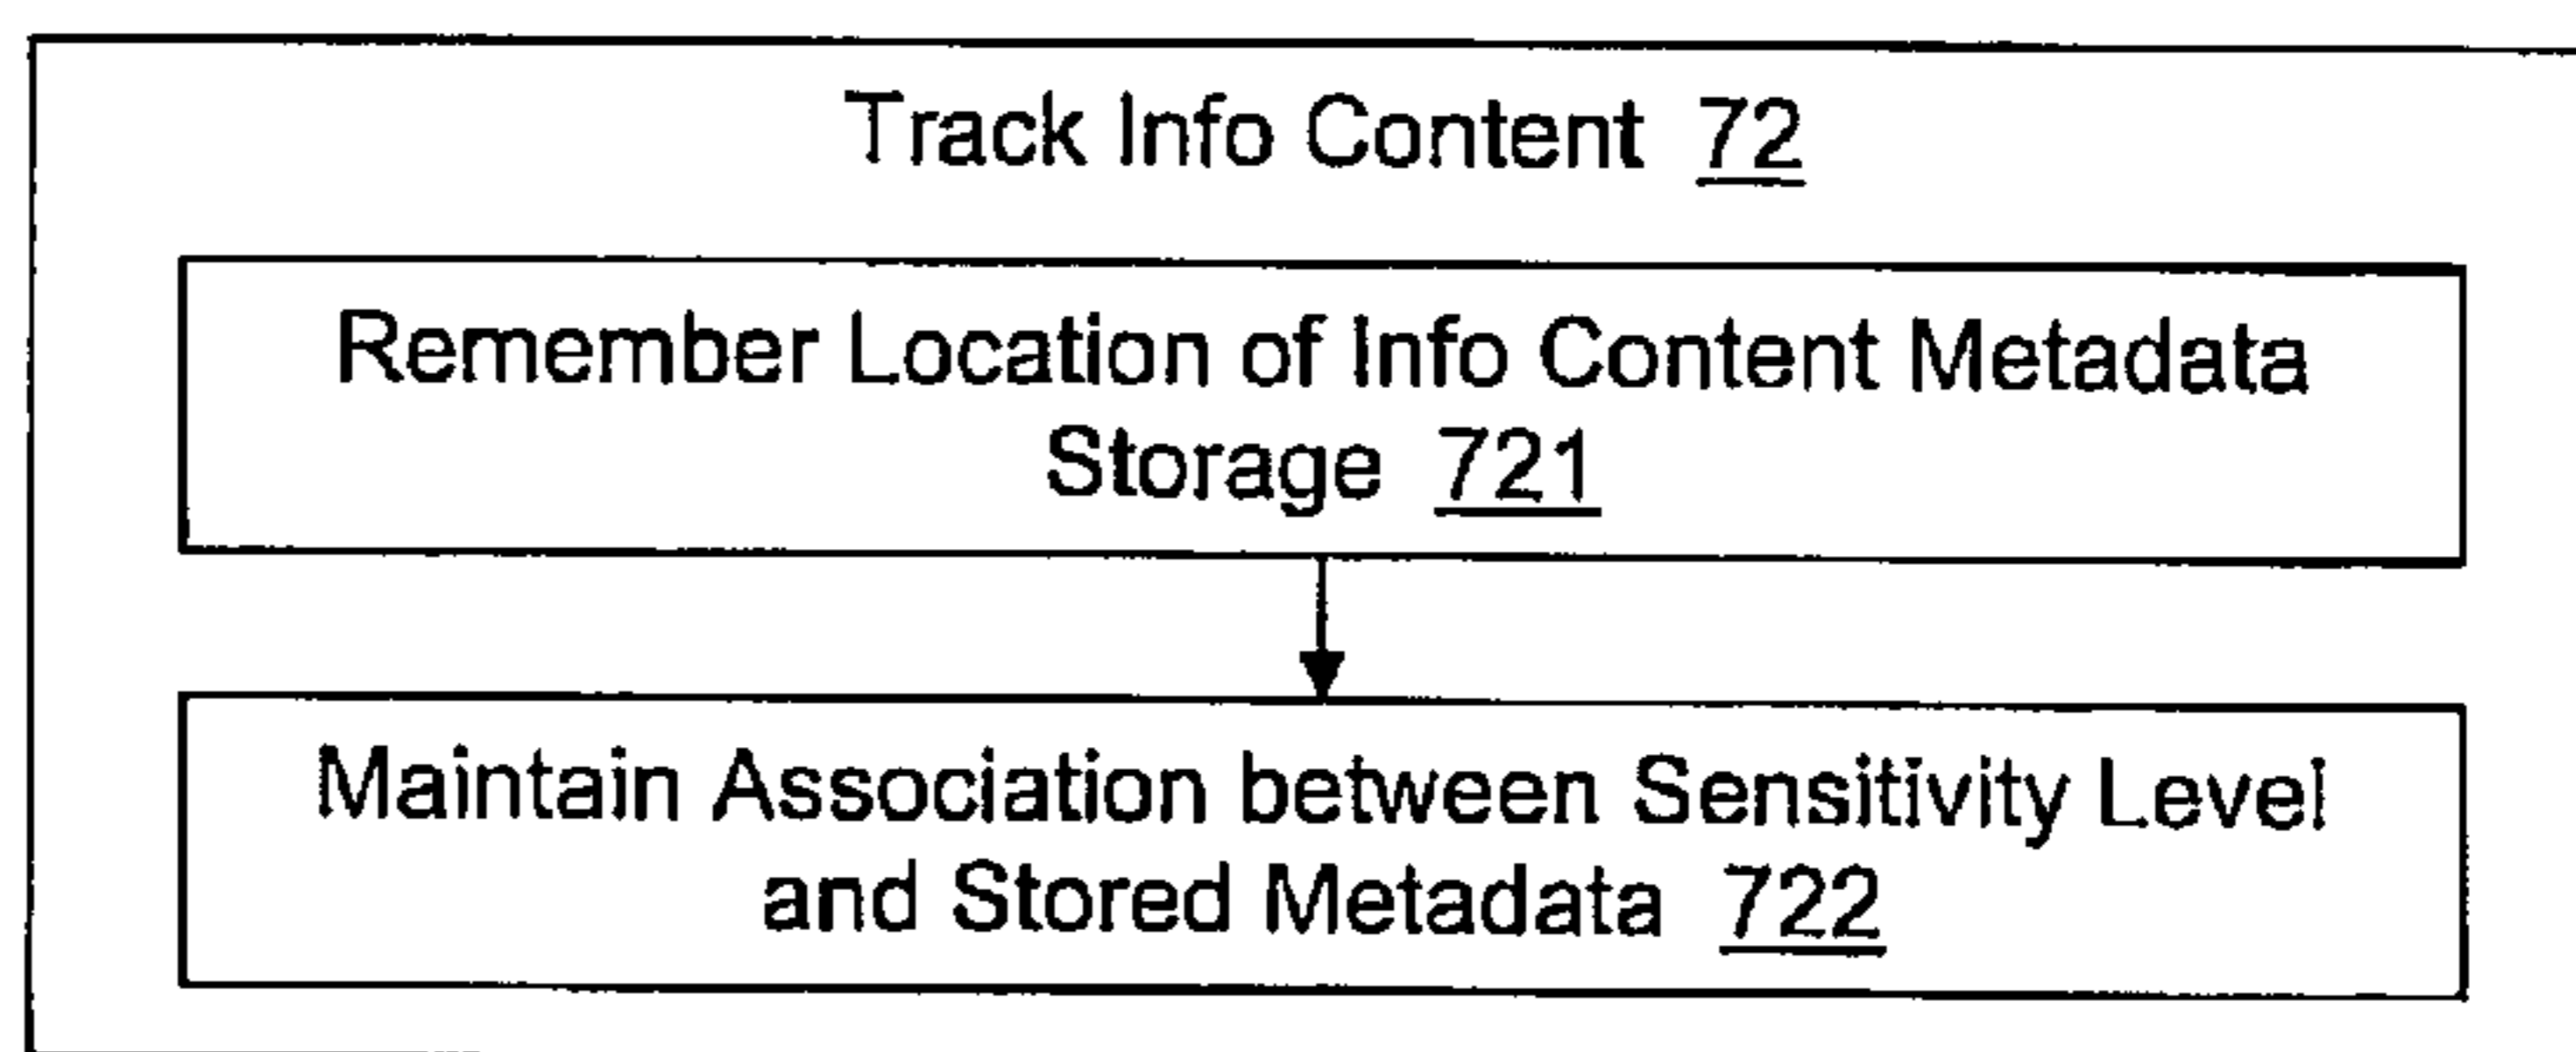 Track Info Content 72
Remember Location of Info Content Metadata
Storage 721
Maintain Association between Sensitivity Level
and Stored Metadata 722